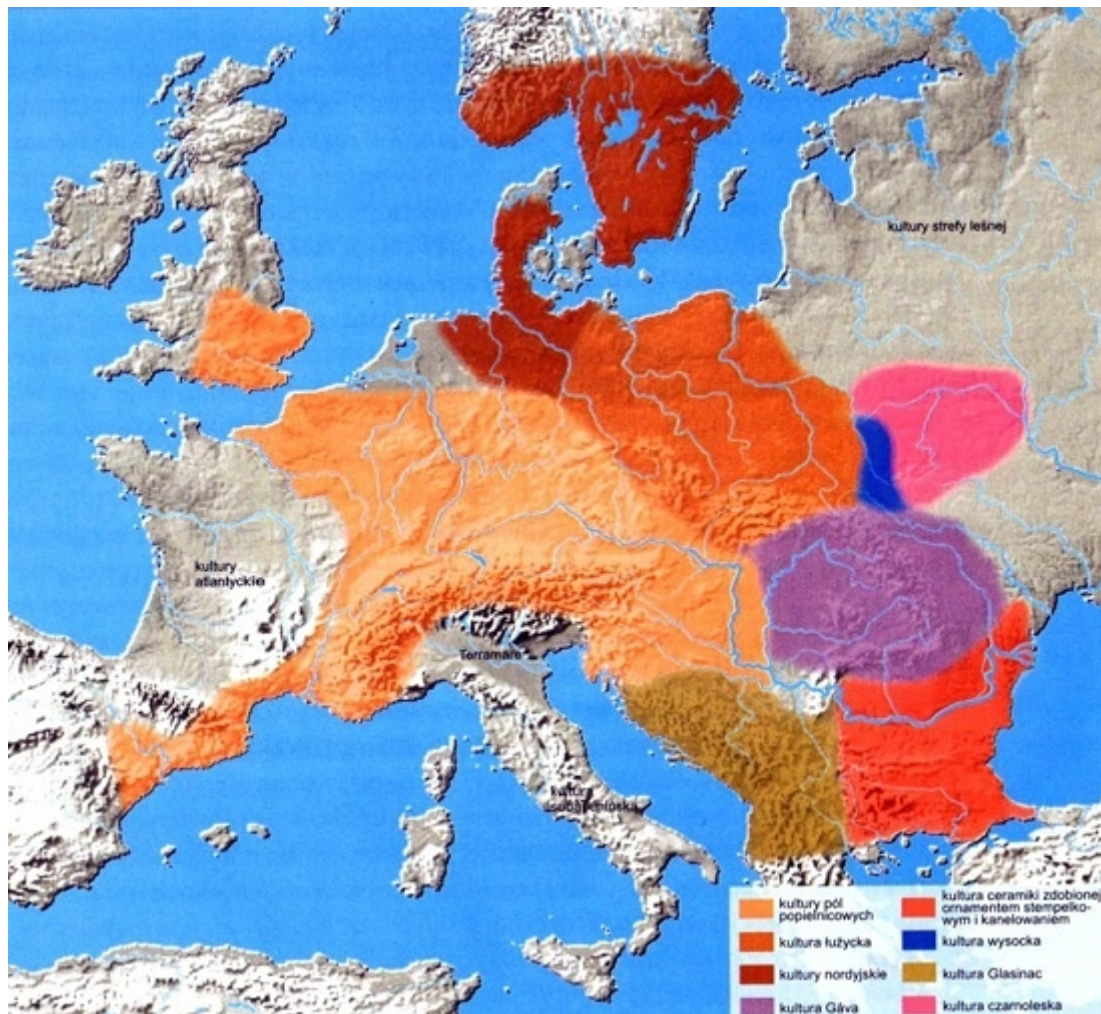 kultury strefy leśnej
kultury
atlantyckie
Terramare
kultury pól
popielnicowych
kultura łużycka
kultury nordyjskie
kultura Gáva
kultura ceramiki zdobionej
ornamentem stempelko-
wym i kanelowaniem
kultura wysocka
kultura Glasinac
kultura czarnoleska